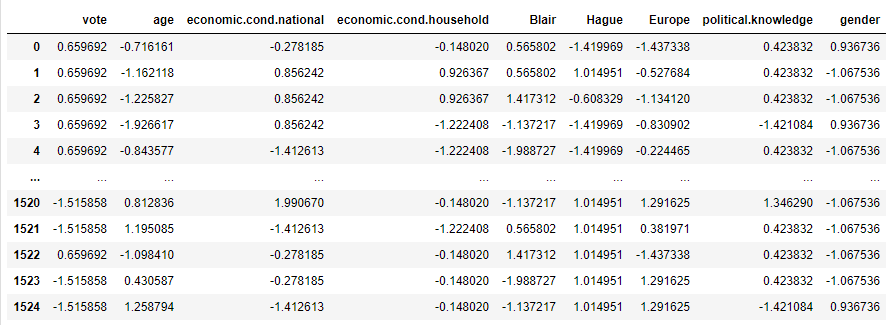 vote age economic.cond.national economic.cond.household Blair Hague Europe political.knowledge gender
0 0.659692 -0.716161 -0.278185 -0.148020 0.565802 -1.419969 -1.437338 0.423832 0.936736
1 0.659692 -1.162118 0.856242 0.926367 0.565802 1.014951 -0.527684 0.423832 -1.067536
2 0.659692 -1.225827 0.856242 0.926367 1.417312 -0.608329 -1.134120 0.423832 -1.067536
3 0.659692 -1.926617 0.856242 -1.222408 -1.137217 -1.419969 -0.830902 -1.421084 0.936736
4 0.659692 -0.843577 -1.412613 -1.222408 -1.988727 -1.419969 -0.224465 0.423832 -1.067536
... ... ... ... ... ... ... ... ... ...
1520 -1.515858 0.812836 1.990670 -0.148020 -1.137217 1.014951 1.291625 1.346290 -1.067536
1521 -1.515858 1.195085 -1.412613 -1.222408 0.565802 1.014951 0.381971 0.423832 -1.067536
1522 0.659692 -1.098410 -0.278185 -0.148020 1.417312 1.014951 -1.437338 0.423832 -1.067536
1523 -1.515858 0.430587 -0.278185 -0.148020 -1.988727 1.014951 1.291625 0.423832 -1.067536
1524 -1.515858 1.258794 -1.412613 -0.148020 -1.137217 1.014951 1.291625 -1.421084 0.936736